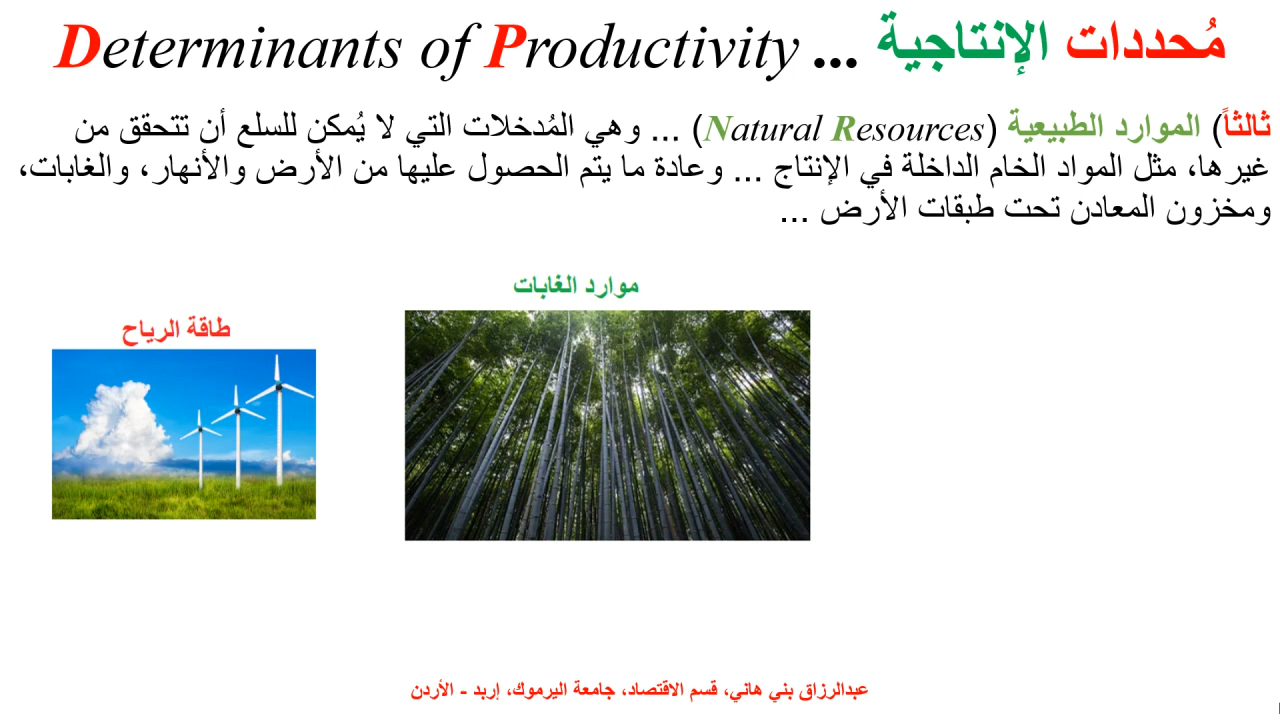 مُحددات الإنتاجية ... Determinants of Productivity
ثالثاً) الموارد الطبيعية (Natural Resources) ... وهي المُدخلات التي لا يُمكن للسلع أن تتحقق من
غيرها، مثل المواد الخام الداخلة في الإنتاج ... وعادة ما يتم الحصول عليها من الأرض والأنهار، والغابات،
ومخزون المعادن تحت طبقات الأرض ...
موارد الغابات
طاقة الرياح
عبدالرزاق بني هاني، قسم الاقتصاد، جامعة اليرموك، إربد - الأردن